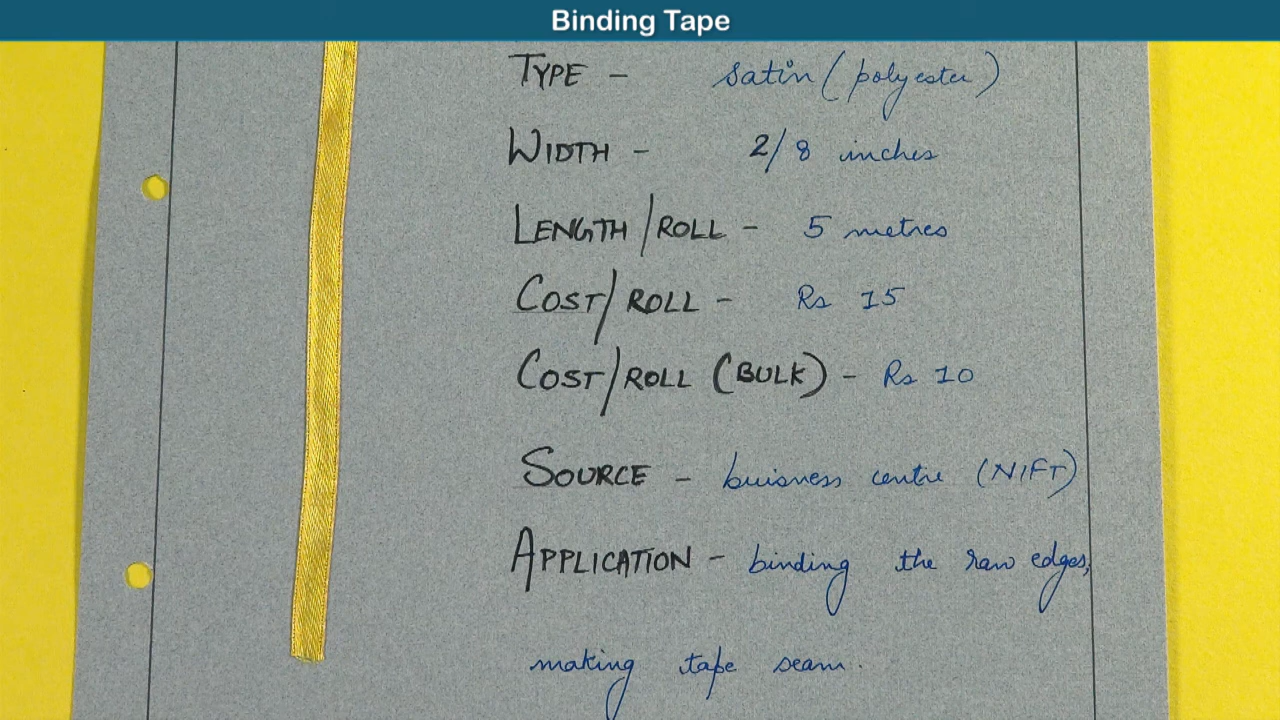 Binding Tape
TYPE - satin (polyester)
WIDTH - 2/8 inches
LENGTH/ROLL - 5 metres
COST/ROLL - Rs 15
COST/ROLL (BULK) - Rs 10
SOURCE - buisness centre (NIFT)
APPLICATION - binding the raw edges,
making tape seam.